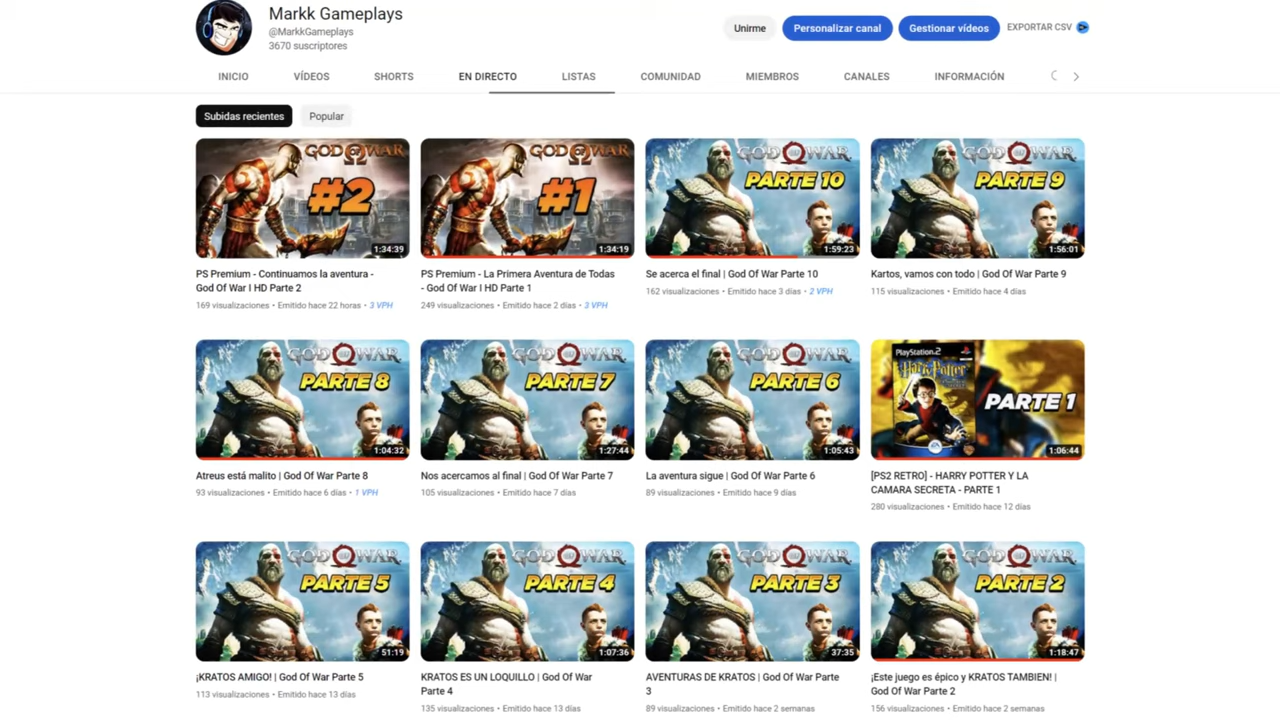 Markk Gameplays
@MarkkGameplays
3670 suscriptores
Unirme
Personalizar canal
Gestionar vídeos
EXPORTAR CSV
INICIO VÍDEOS SHORTS EN DIRECTO LISTAS COMUNIDAD MIEMBROS CANALES INFORMACIÓN
Subidas recientes Popular
GOD OF WAR
#2
1:34:39
GOD OF WAR
#1
1:34:19
GOD OF WAR
PARTE 10
1:59:23
GOD OF WAR
PARTE 9
1:56:01
PS Premium - Continuamos la aventura -
God Of War I HD Parte 2
169 visualizaciones • Emitido hace 22 horas • 3 VPH
PS Premium - La Primera Aventura de Todas
- God Of War I HD Parte 1
249 visualizaciones • Emitido hace 2 días • 3 VPH
Se acerca el final | God Of War Parte 10
162 visualizaciones • Emitido hace 3 días • 2 VPH
Kartos, vamos con todo | God Of War Parte 9
115 visualizaciones • Emitido hace 4 días
GOD OF WAR
PARTE 8
1:04:32
GOD OF WAR
PARTE 7
1:27:44
GOD OF WAR
PARTE 6
1:05:43
PlayStation.2
Harry Potter
EA
PARTE 1
1:06:44
Atreus está malito | God Of War Parte 8
93 visualizaciones • Emitido hace 6 días • 1 VPH
Nos acercamos al final | God Of War Parte 7
105 visualizaciones • Emitido hace 7 días
La aventura sigue | God Of War Parte 6
89 visualizaciones • Emitido hace 9 días
[PS2 RETRO] - HARRY POTTER Y LA
CAMARA SECRETA - PARTE 1
280 visualizaciones • Emitido hace 12 días
GOD OF WAR
PARTE 5
51:19
GOD OF WAR
PARTE 4
1:07:36
GOD OF WAR
PARTE 3
37:35
GOD OF WAR
PARTE 2
1:18:47
¡KRATOS AMIGO! | God Of War Parte 5
113 visualizaciones • Emitido hace 13 días
KRATOS ES UN LOQUILLO | God Of War
Parte 4
135 visualizaciones • Emitido hace 13 días
AVENTURAS DE KRATOS | God Of War Parte
3
89 visualizaciones • Emitido hace 2 semanas
¡Este juego es épico y KRATOS TAMBIEN! |
God Of War Parte 2
156 visualizaciones • Emitido hace 2 semanas